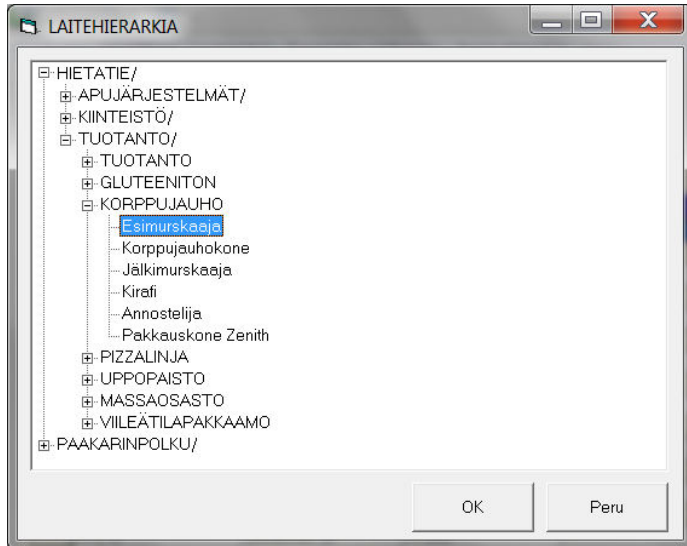 LAITEHIERARKIA
HIETATIE/
APUJÄRJESTELMÄT/
KIINTEISTÖ/
TUOTANTO/
TUOTANTO
GLUTEENITON
KORPPUJAUHO
Esimurskaaja
Korppujauhokone
Jälkimurskaaja
Kirafi
Annostelija
Pakkauskone Zenith
PIZZALINJA
UPPOPAISTO
MASSAOSASTO
VIILEÄTILAPAKKAAMO
PAAKARINPOLKU/
OK Peru